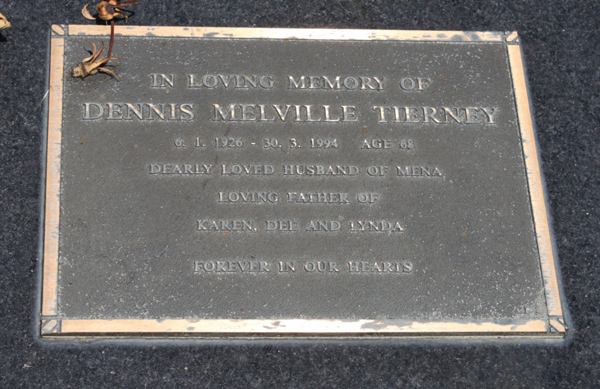 IN LOVING MEMORY OF
DENNIS MELVILLE TIERNEY
6. 1. 1926 - 30. 3. 1994 AGE 68
DEARLY LOVED HUSBAND OF MENA
LOVING FATHER OF
KAREN, DEE AND LYNDA
FOREVER IN OUR HEARTS